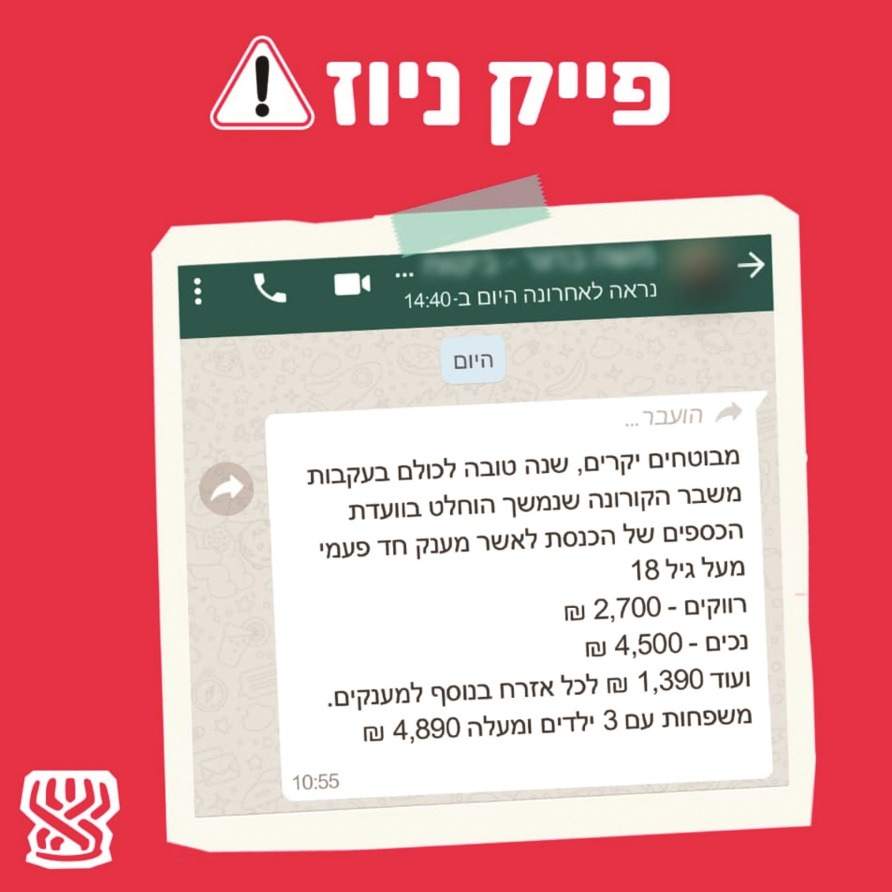 פייק ניוז
נראה לאחרונה היום ב-14:40
היום
הועבר...
מבוטחים יקרים, שנה טובה לכולם בעקבות
משבר הקורונה שנמשך הוחלט בוועדת
הכספים של הכנסת לאשר מענק חד פעמי
מעל גיל 18
רווקים - 2,700 ₪
נכים - 4,500 ₪
ועוד 1,390 ₪ לכל אזרח בנוסף למענקים.
משפחות עם 3 ילדים ומעלה 4,890 ₪
10:55